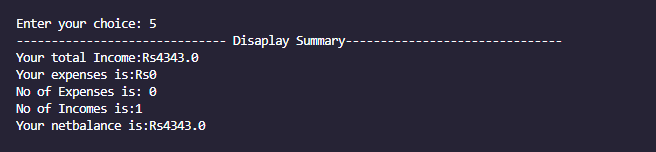 Enter your choice: 5
------------------------------ Disaplay Summary-------------------------------
Your total Income:Rs4343.0
Your expenses is:Rs0
No of Expenses is: 0
No of Incomes is:1
Your netbalance is:Rs4343.0